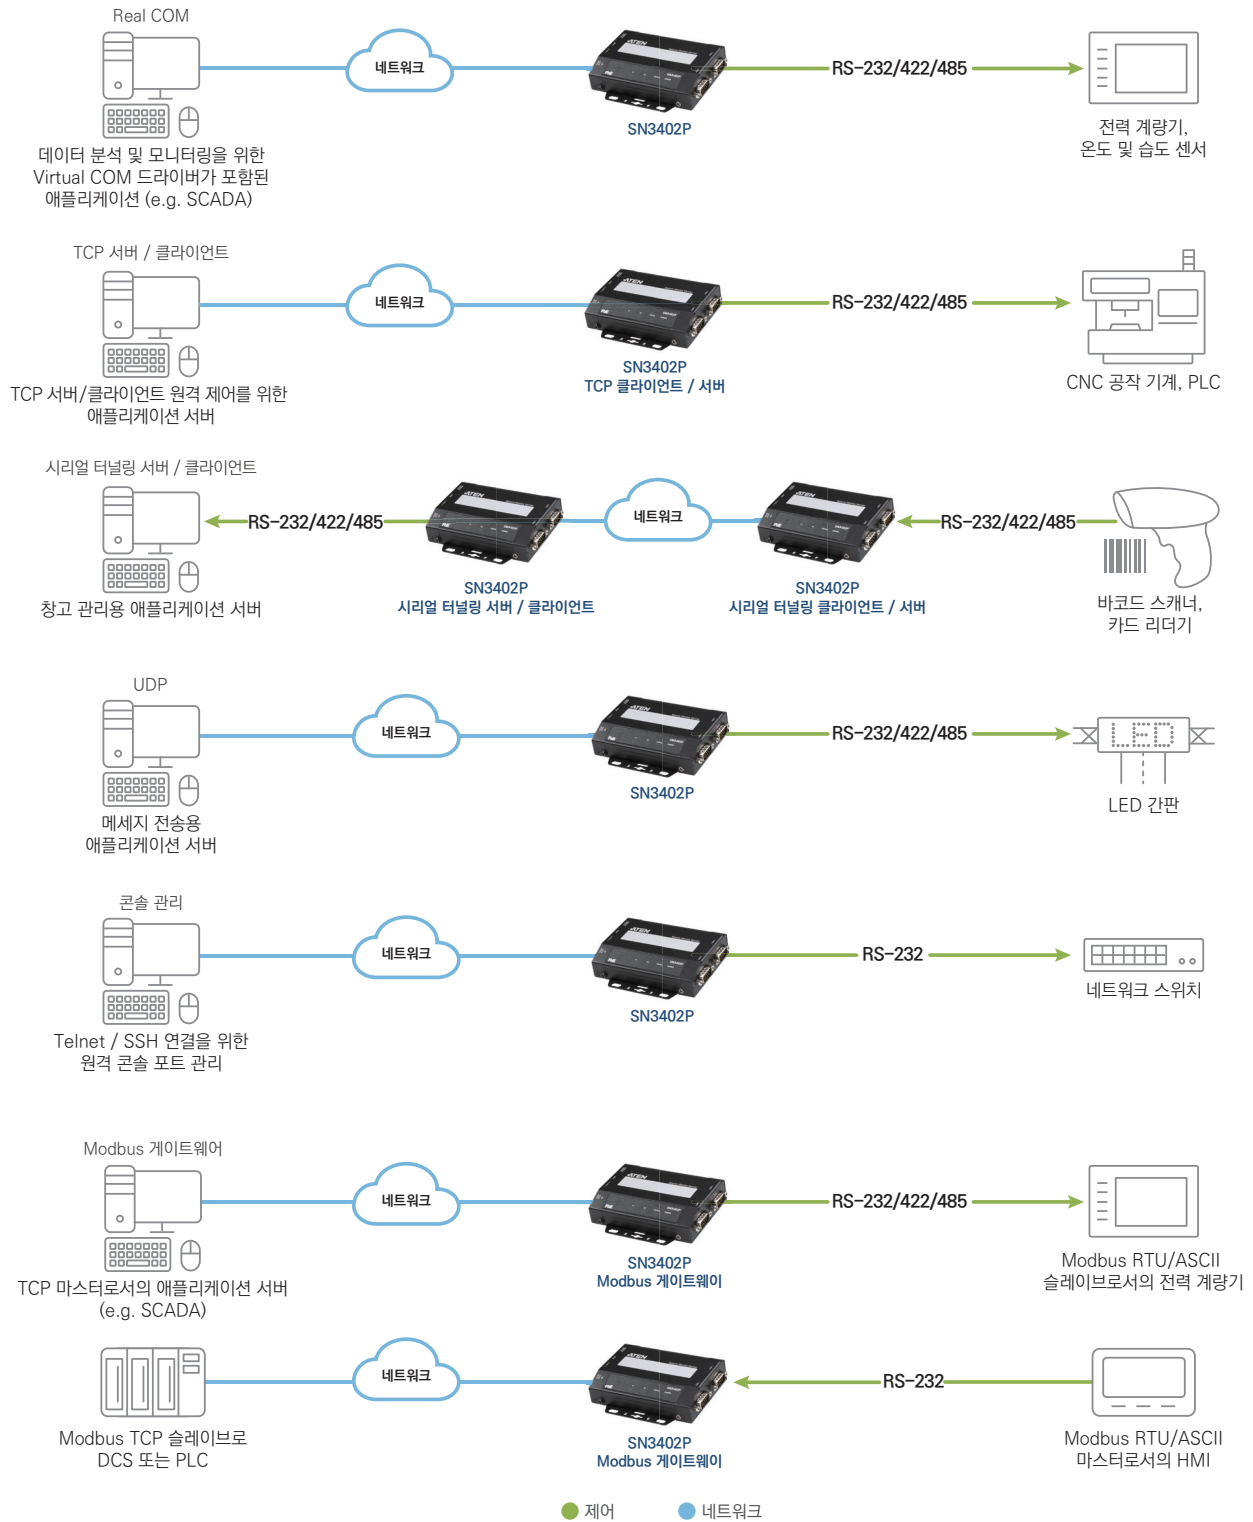 Real COM
네트워크
RS-232/422/485
SN3402P
전력 계량기,
온도 및 습도 센서
데이터 분석 및 모니터링을 위한
Virtual COM 드라이버가 포함된
애플리케이션 (e.g. SCADA)
TCP 서버 / 클라이언트
네트워크
ATEN
RS-232/422/485
SN3402P
TCP 클라이언트 / 서버
CNC 공작 기계, PLC
TCP 서버/클라이언트 원격 제어를 위한
애플리케이션 서버
시리얼 터널링 서버 / 클라이언트
RS-232/422/485
ATEN
네트워크
ATEN
RS-232/422/485
SN3402P
시리얼 터널링 서버 / 클라이언트
SN3402P
시리얼 터널링 클라이언트 / 서버
창고 관리용 애플리케이션 서버
바코드 스캐너,
카드 리더기
UDP
네트워크
ATEN
RS-232/422/485
LED
SN3402P
LED 간판
메세지 전송용
애플리케이션 서버
콘솔 관리
네트워크
ATEN
RS-232
SN3402P
네트워크 스위치
Telnet / SSH 연결을 위한
원격 콘솔 포트 관리
Modbus 게이트웨어
네트워크
ATEN
RS-232/422/485
SN3402P
Modbus 게이트웨이
Modbus RTU/ASCII
슬레이브로서의 전력 계량기
TCP 마스터로서의 애플리케이션 서버
(e.g. SCADA)
네트워크
ATEN
RS-232
SN3402P
Modbus 게이트웨이
Modbus TCP 슬레이브로
DCS 또는 PLC
Modbus RTU/ASCII
마스터로서의 HMI
제어
네트워크